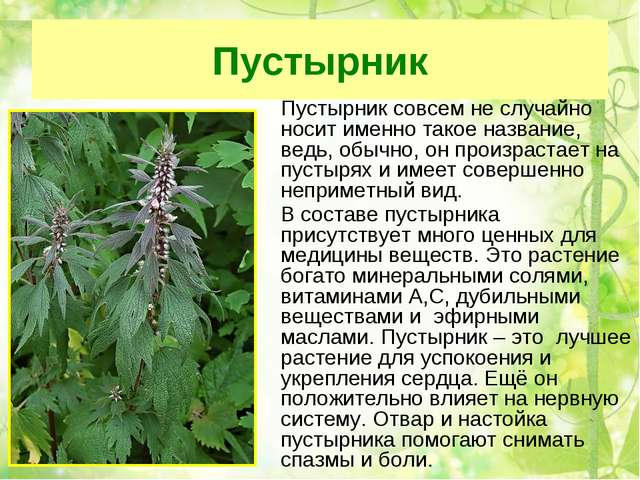 Пустырник
Пустырник совсем не случайно
носит именно такое название,
ведь, обычно, он произрастает на
пустырях и имеет совершенно
неприметный вид.
В составе пустырника
присутствует много ценных для
медицины веществ. Это растение
богато минеральными солями,
витаминами А,С, дубильными
веществами и  эфирными
маслами. Пустырник – это  лучшее
растение для успокоения и
укрепления сердца. Ещё он
положительно влияет на нервную
систему. Отвар и настойка
пустырника помогают снимать
спазмы и боли.